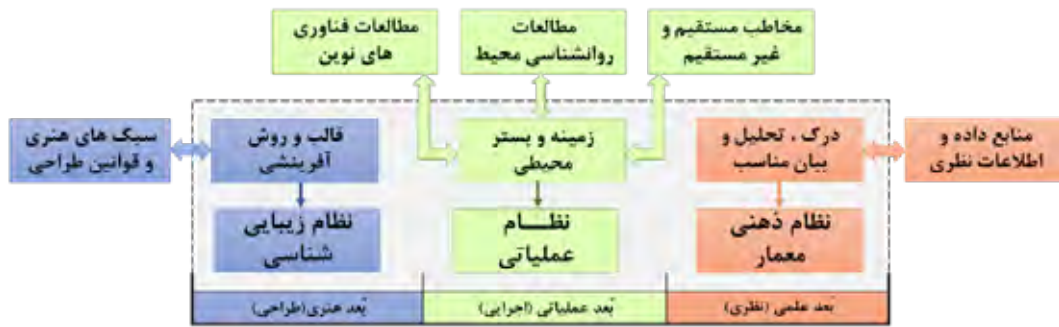 مخاطب مستقیم و
غیر مستقیم
مطالعات
روانشناسی محیط
مطالعات فناوری
های نوین
منابع داده و
اطلاعات نظری
درک ، تحلیل و
بیان مناسب
زمینه و بستر
محیطی
قالب و روش
آفرینشی
سبک های هنری
و قوانین طراحی
نظام ذهنی
معمار
نظــــام
عملیاتی
نظام زیبایی
شناسی
بُعد علمی (نظری)
بُعد عملیاتی (اجرایی)
بُعد هنری(طراحی)